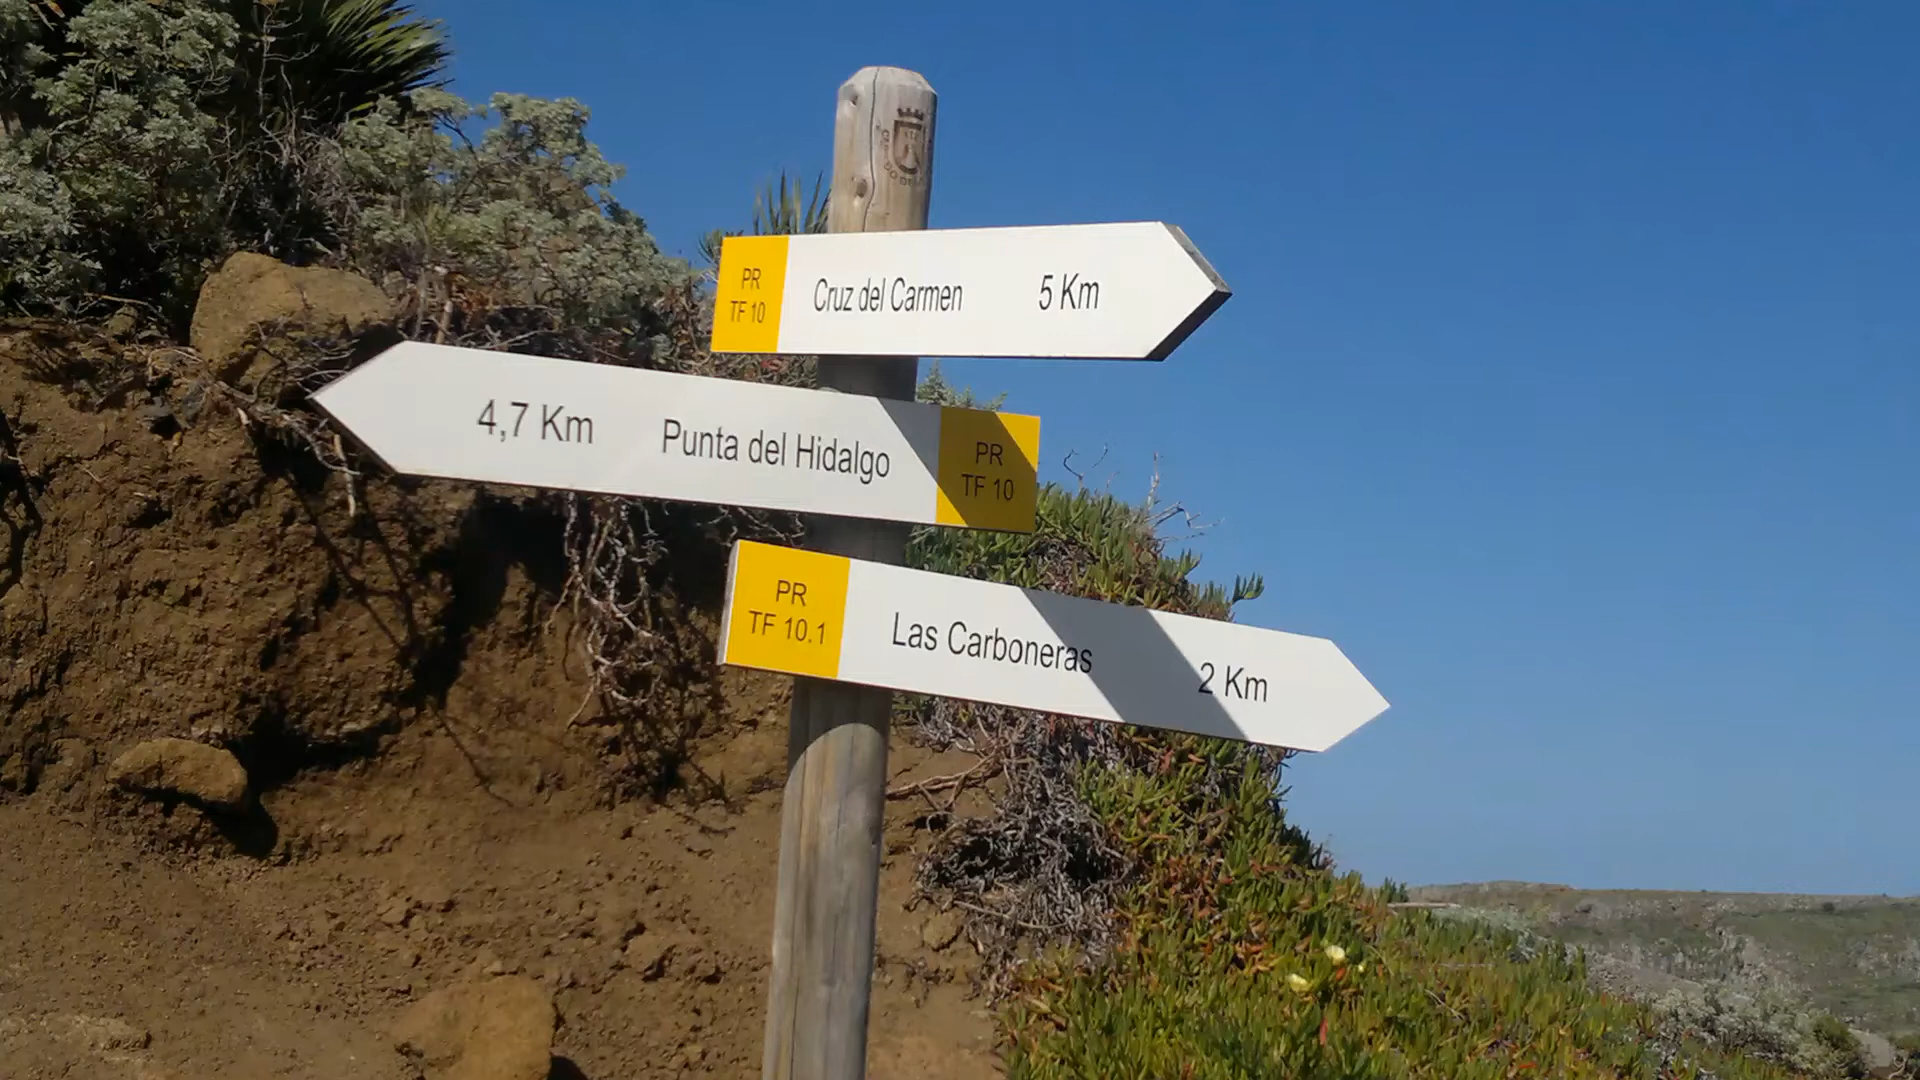 PR
TF 10
Cruz del Carmen 5 Km
4,7 Km Punta del Hidalgo
PR
TF 10
PR
TF 10.1
Las Carboneras 2 Km